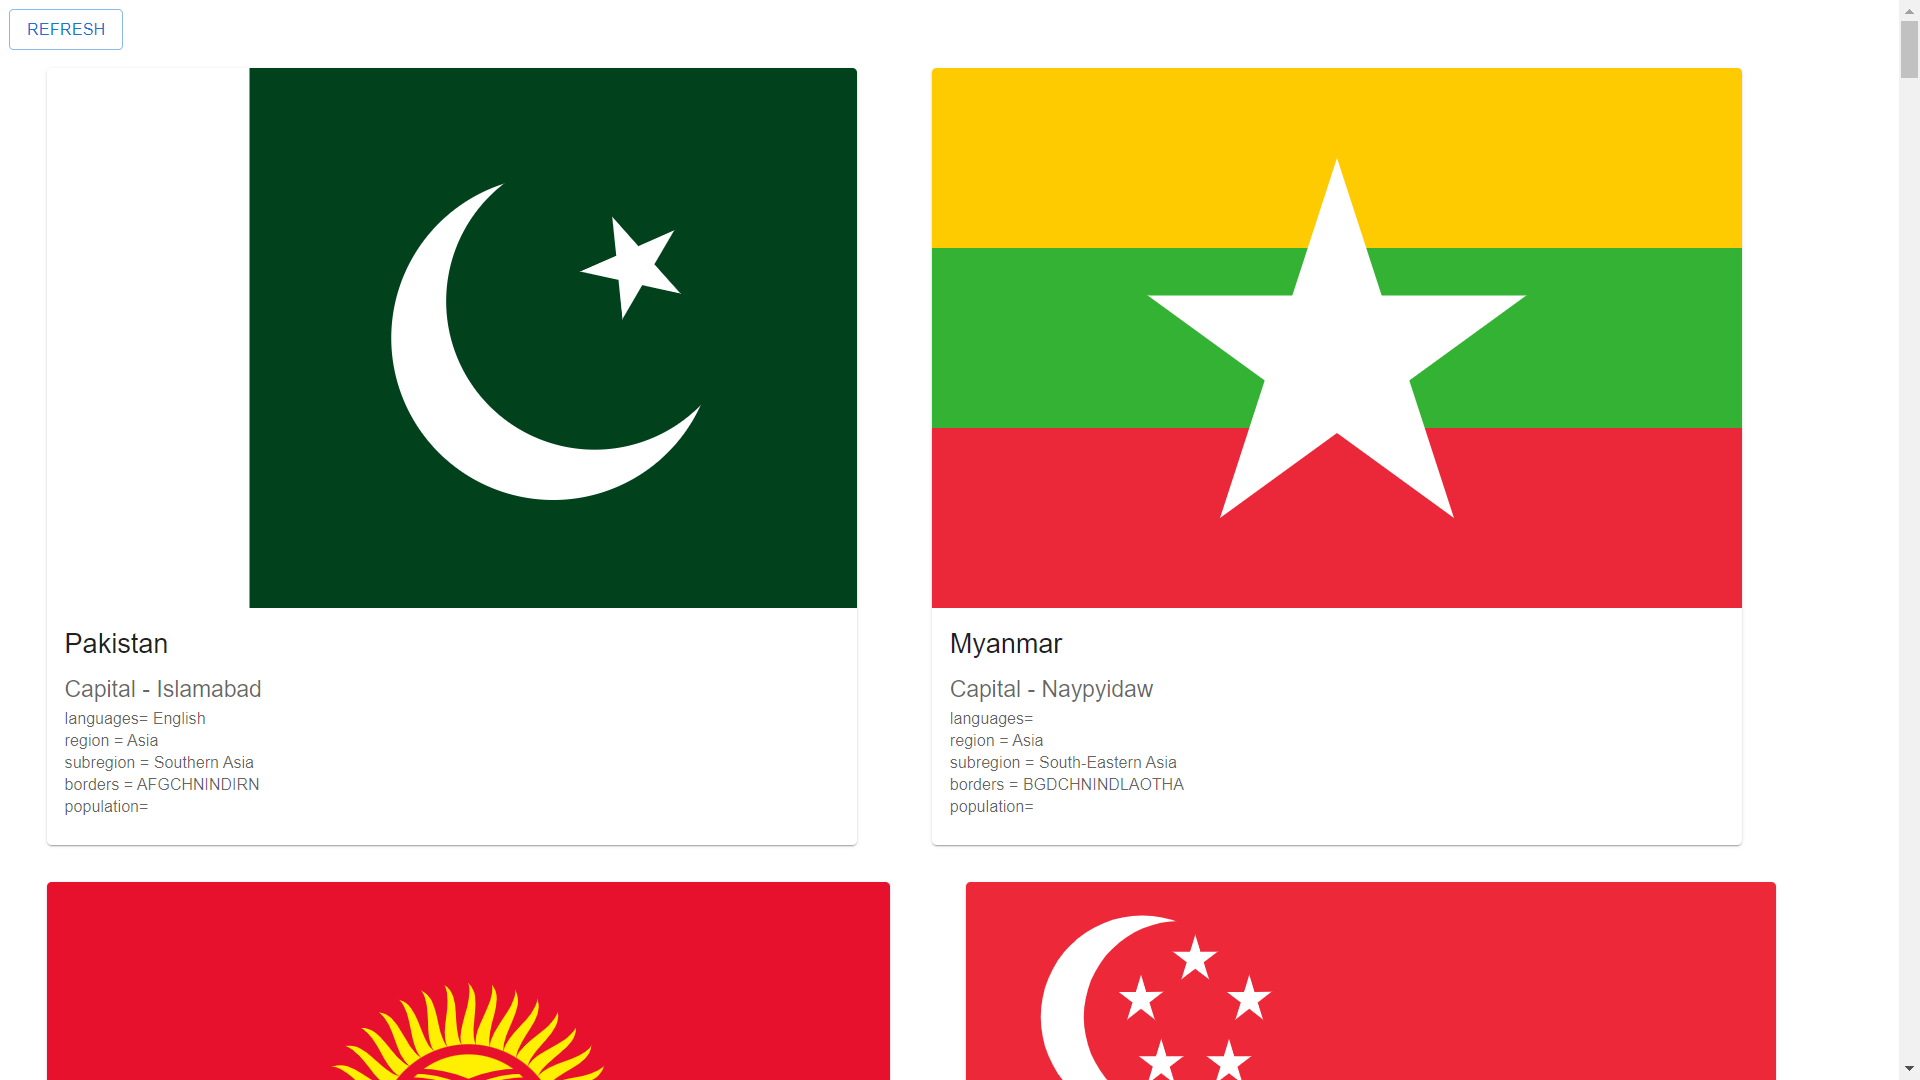 REFRESH
Pakistan
Capital - Islamabad
languages= English
region = Asia
subregion = Southern Asia
borders = AFGCHNINDIRN
population=
Myanmar
Capital - Naypyidaw
languages=
region = Asia
subregion = South-Eastern Asia
borders = BGDCHNINDLAOTHA
population=